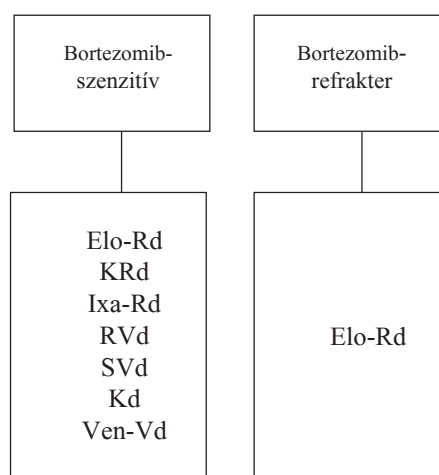 Bortezomib-
szenzitív
Bortezomib-
refrakter
Elo-Rd
KRd
Ixa-Rd
RVd
SVd
Kd
Ven-Vd
Elo-Rd